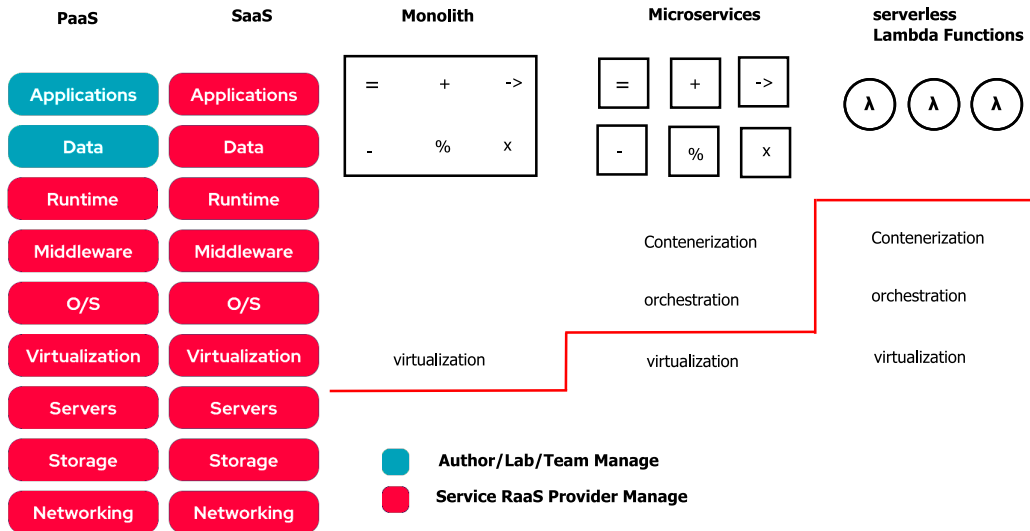 PaaS
SaaS
Monolith
Microservices
serverless
Lambda Functions
Applications
Data
Runtime
Middleware
O/S
Virtualization
Servers
Storage
Networking
Applications
Data
Runtime
Middleware
O/S
Virtualization
Servers
Storage
Networking
= + ->
- % x
virtualization
= + ->
- % x
Contenerization
orchestration
virtualization
λ λ λ
Contenerization
orchestration
virtualization
Author/Lab/Team Manage
Service RaaS Provider Manage